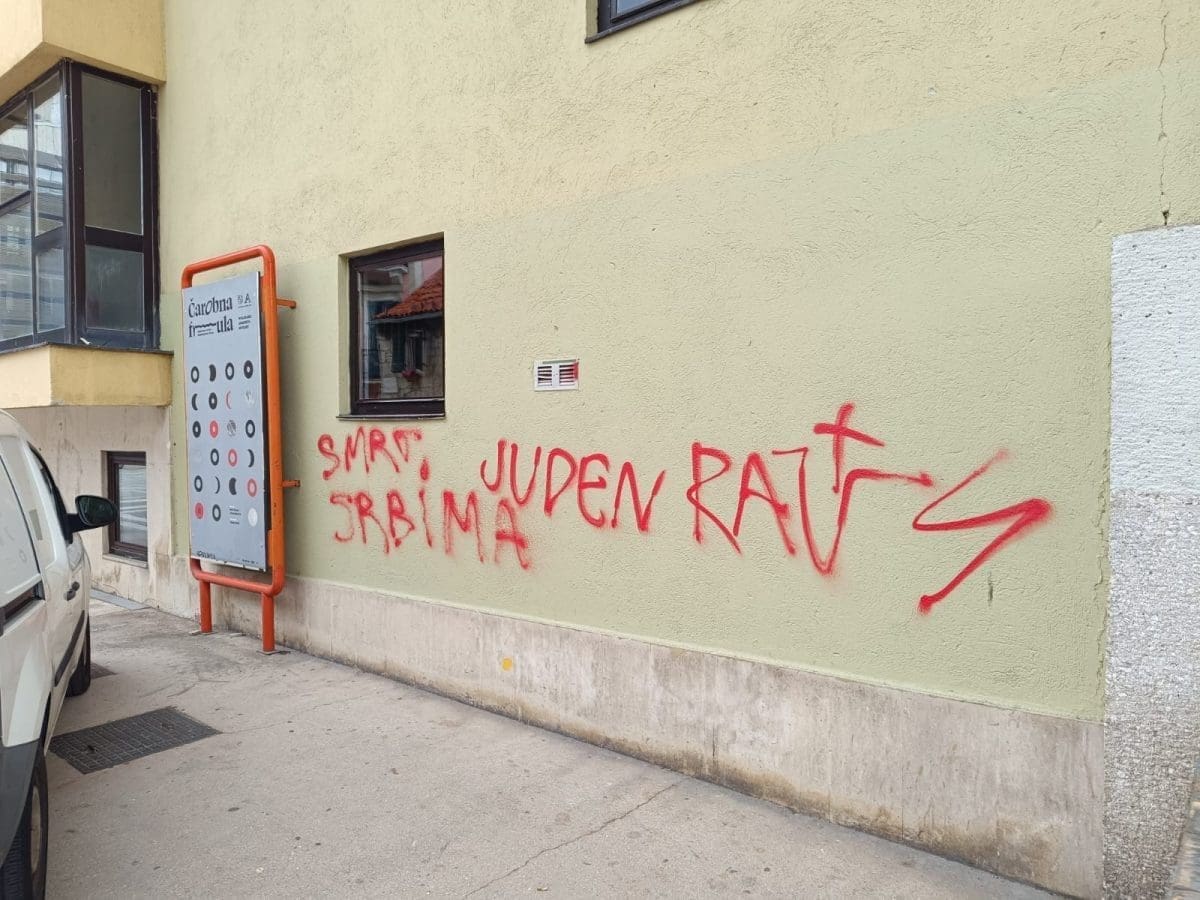 Čarobna
SMRT
SRBIMA
JUDEN RAUS